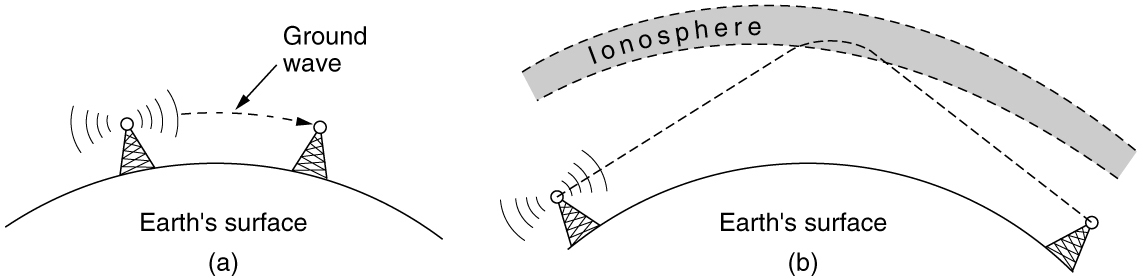 Ground
wave
Earth's surface
(a)
Ionosphere
Earth's surface
(b)